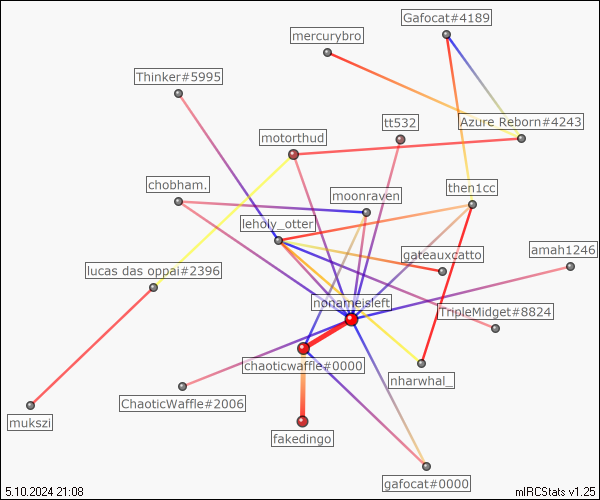 Gafocat#4189
mercurybro
Thinker#5995
tt532
Azure Reborn#4243
motorthud
chobham.
moonraven
then1cc
leholy_otter
gateauxcatto
amah1246
lucas das oppai#2396
nonameisleft
TripleMidget#8824
chaoticwaffle#0000
nharwhal_
ChaoticWaffle#2006
mukszi
fakedingo
gafocat#0000
5.10.2024 21:08
mIRCStats v1.25